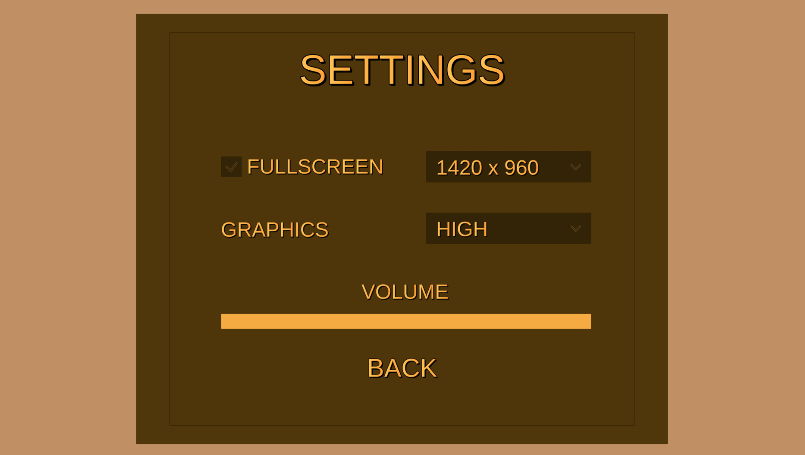 SETTINGS
FULLSCREEN
1420 x 960
GRAPHICS
HIGH
VOLUME
BACK